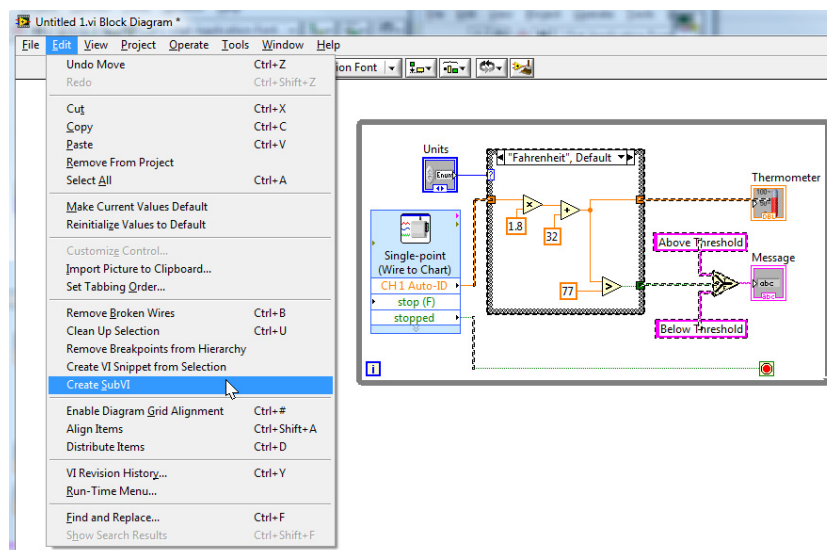 Untitled 1.vi Block Diagram *
File Edit View Project Operate Tools Window Help
ion Font
Undo Move Ctrl+Z
Redo Ctrl+Shift+Z
Cut Ctrl+X
Copy Ctrl+C
Paste Ctrl+V
Remove From Project
Select All Ctrl+A
Make Current Values Default
Reinitialize Values to Default
Customize Control...
Import Picture to Clipboard...
Set Tabbing Order...
Remove Broken Wires Ctrl+B
Clean Up Selection Ctrl+U
Remove Breakpoints from Hierarchy
Create VI Snippet from Selection
Create SubVI
Enable Diagram Grid Alignment Ctrl+#
Align Items Ctrl+Shift+A
Distribute Items Ctrl+D
VI Revision History... Ctrl+Y
Run-Time Menu...
Find and Replace... Ctrl+F
Show Search Results Ctrl+Shift+F
Units
Enum
"Fahrenheit", Default
?
1.8
32
77
Single-point
(Wire to Chart)
CH 1 Auto-ID
stop (F)
stopped
i
Thermometer
Above Threshold
Message
abc
abc
Below Threshold